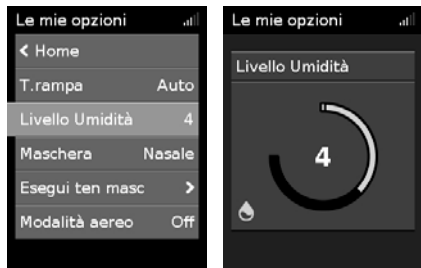 Le mie opzioni
< Home
T.rampa Auto
Livello Umidità 4
Maschera Nasale
Esegui ten masc >
Modalità aereo Off
Le mie opzioni
Livello Umidità
4